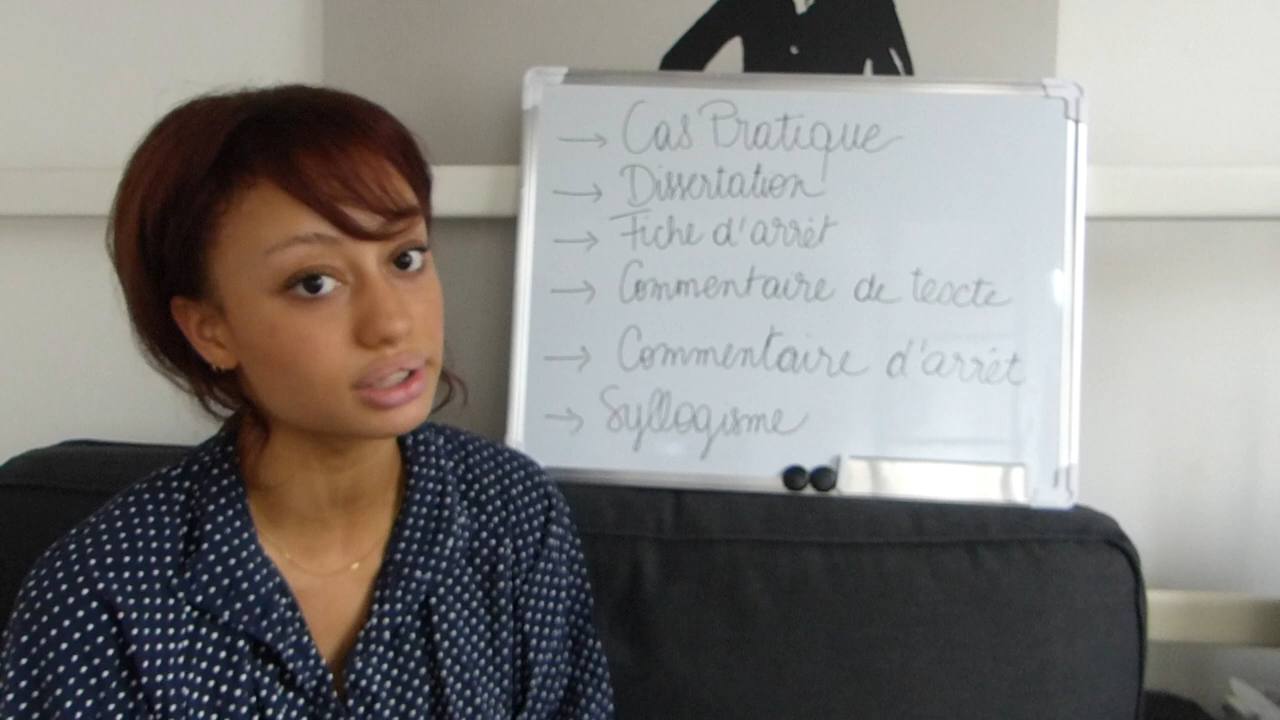 → Cas Pratique
→ Dissertation
→ Fiche d'arrêt
→ Commentaire de texte
→ Commentaire d'arrêt
→ Syllogisme